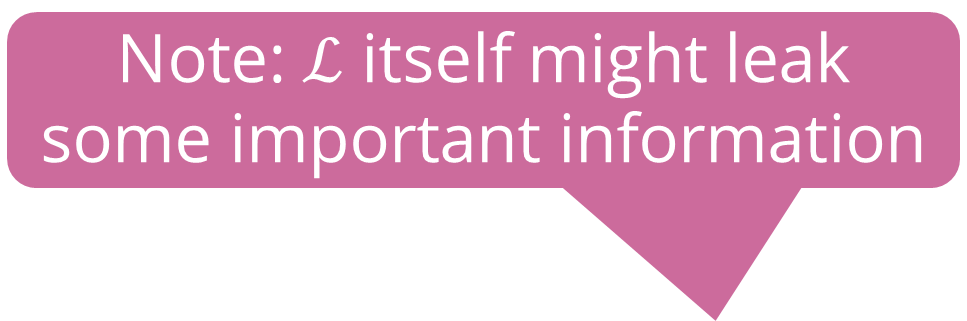 Note: ℒ itself might leak
some important information